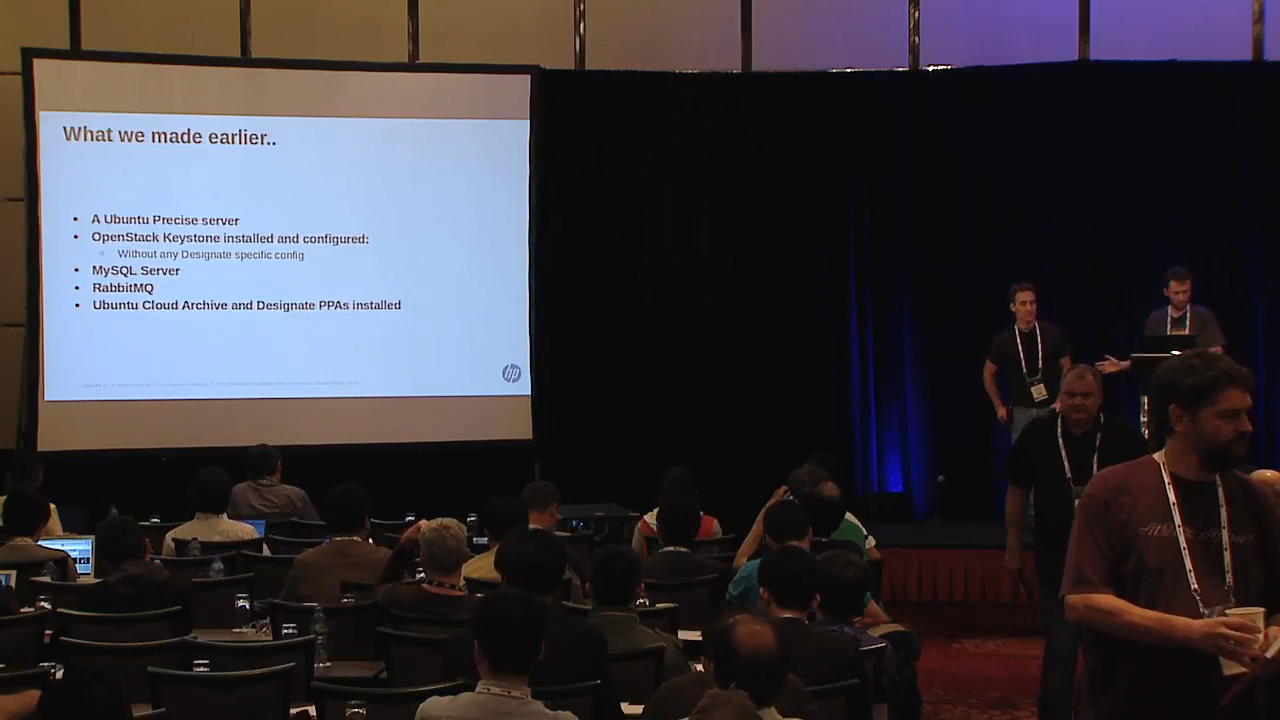 What we made earlier..
• A Ubuntu Precise server
• OpenStack Keystone installed and configured:
○ Without any Designate specific config
• MySQL Server
• RabbitMQ
• Ubuntu Cloud Archive and Designate PPAs installed
hp